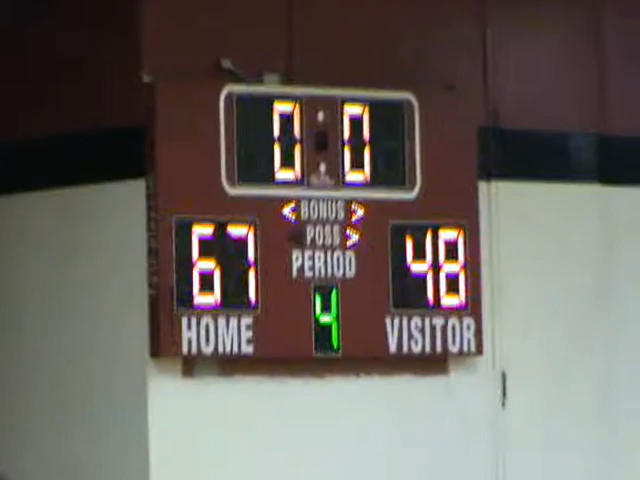 0 0
< BONUS >
POSS >
PERIOD
67 4 48
HOME VISITOR